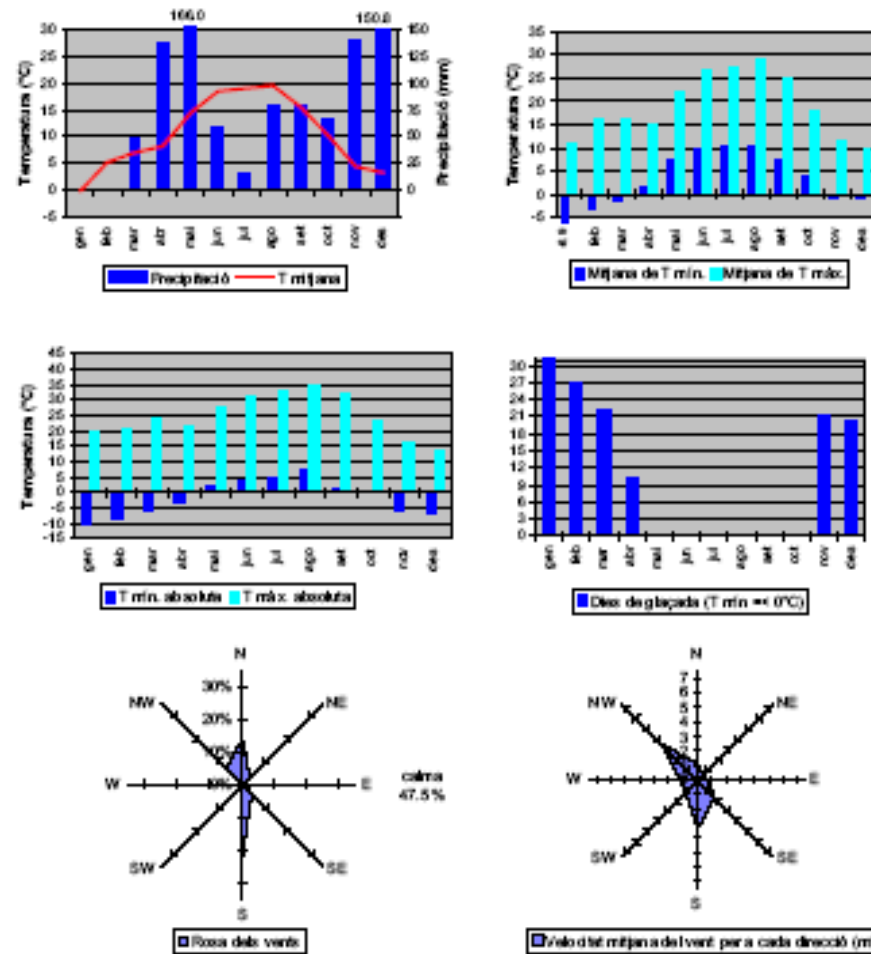 166.0 150.8
30 150
25 125
20 100
15 75
10 50
5 25
0 0
-5
Temperatura (°C)
Precipitació (mm)
gen feb mar abr mai jun jul ago set oct nov des
Precipitació T mitjana
35
30
25
20
15
10
5
0
-5
Temperatura (°C)
feb mar abr mai jun jul ago set oct nov des
Mitjana de T mín. Mitjana de T màx.
45
40
35
30
25
20
15
10
5
0
-5
-10
-15
Temperatura (°C)
gen feb mar abr mai jun jul ago set oct nov des
T mín. absoluta T màx. absoluta
30
27
24
21
18
15
12
9
6
3
0
gen feb mar abr mai jun jul ago set oct nov des
Dies de glaçada (T mín =< 0°C)
N
NW NE
30%
20%
10%
0%
W E
calma
47.5%
SW SE
S
Rosa dels vents
N
NW NE
7
6
5
4
3
W E
SW SE
S
Velocitat mitjana del vent per a cada direcció (m